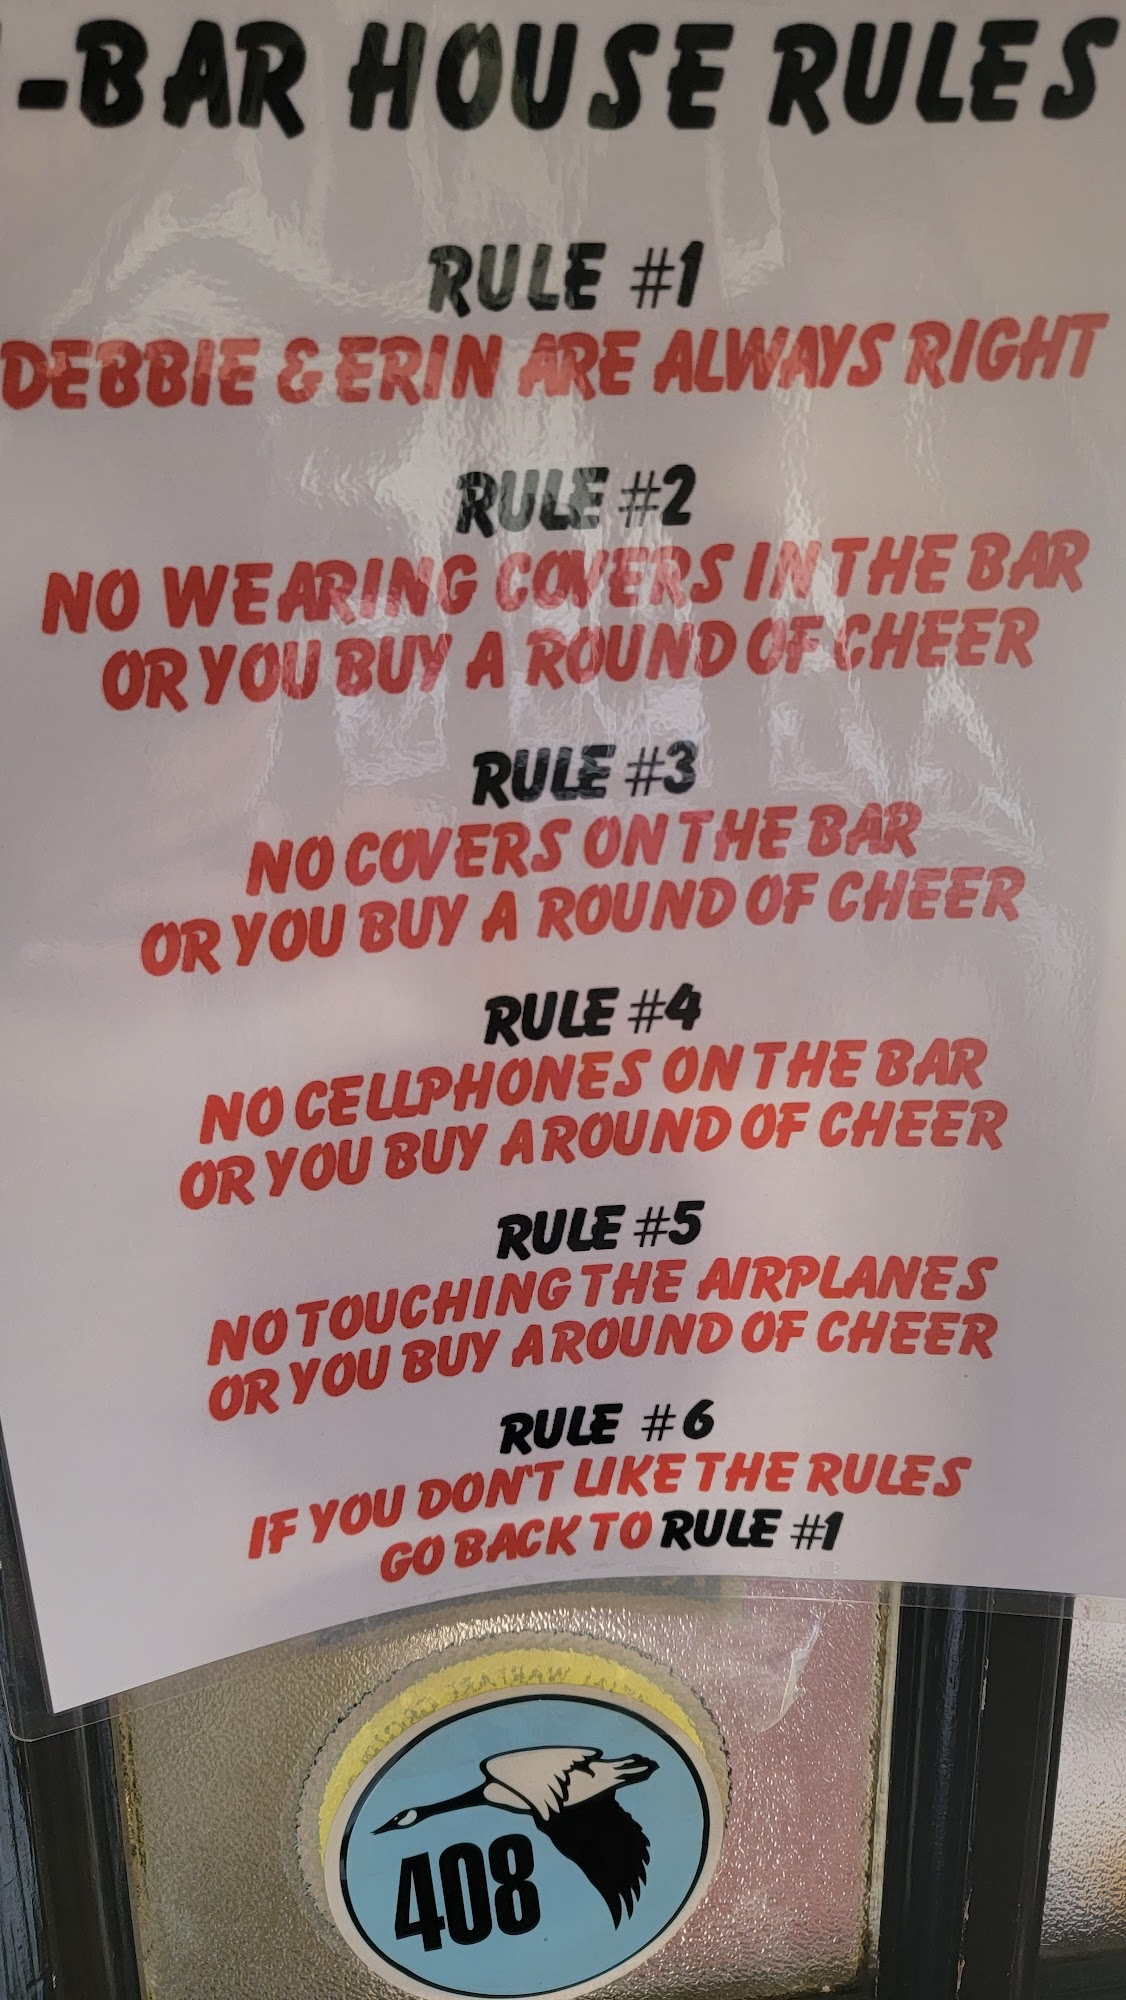 -BAR HOUSE RULES
RULE #1
DEBBIE & ERIN ARE ALWAYS RIGHT
RULE #2
NO WEARING COVERS IN THE BAR
OR YOU BUY A ROUND OF CHEER
RULE #3
NO COVERS ON THE BAR
OR YOU BUY A ROUND OF CHEER
RULE #4
NO CELLPHONES ON THE BAR
OR YOU BUY A ROUND OF CHEER
RULE #5
NO TOUCHING THE AIRPLANES
OR YOU BUY A ROUND OF CHEER
RULE #6
IF YOU DON'T LIKE THE RULES
GO BACK TO RULE #1
408